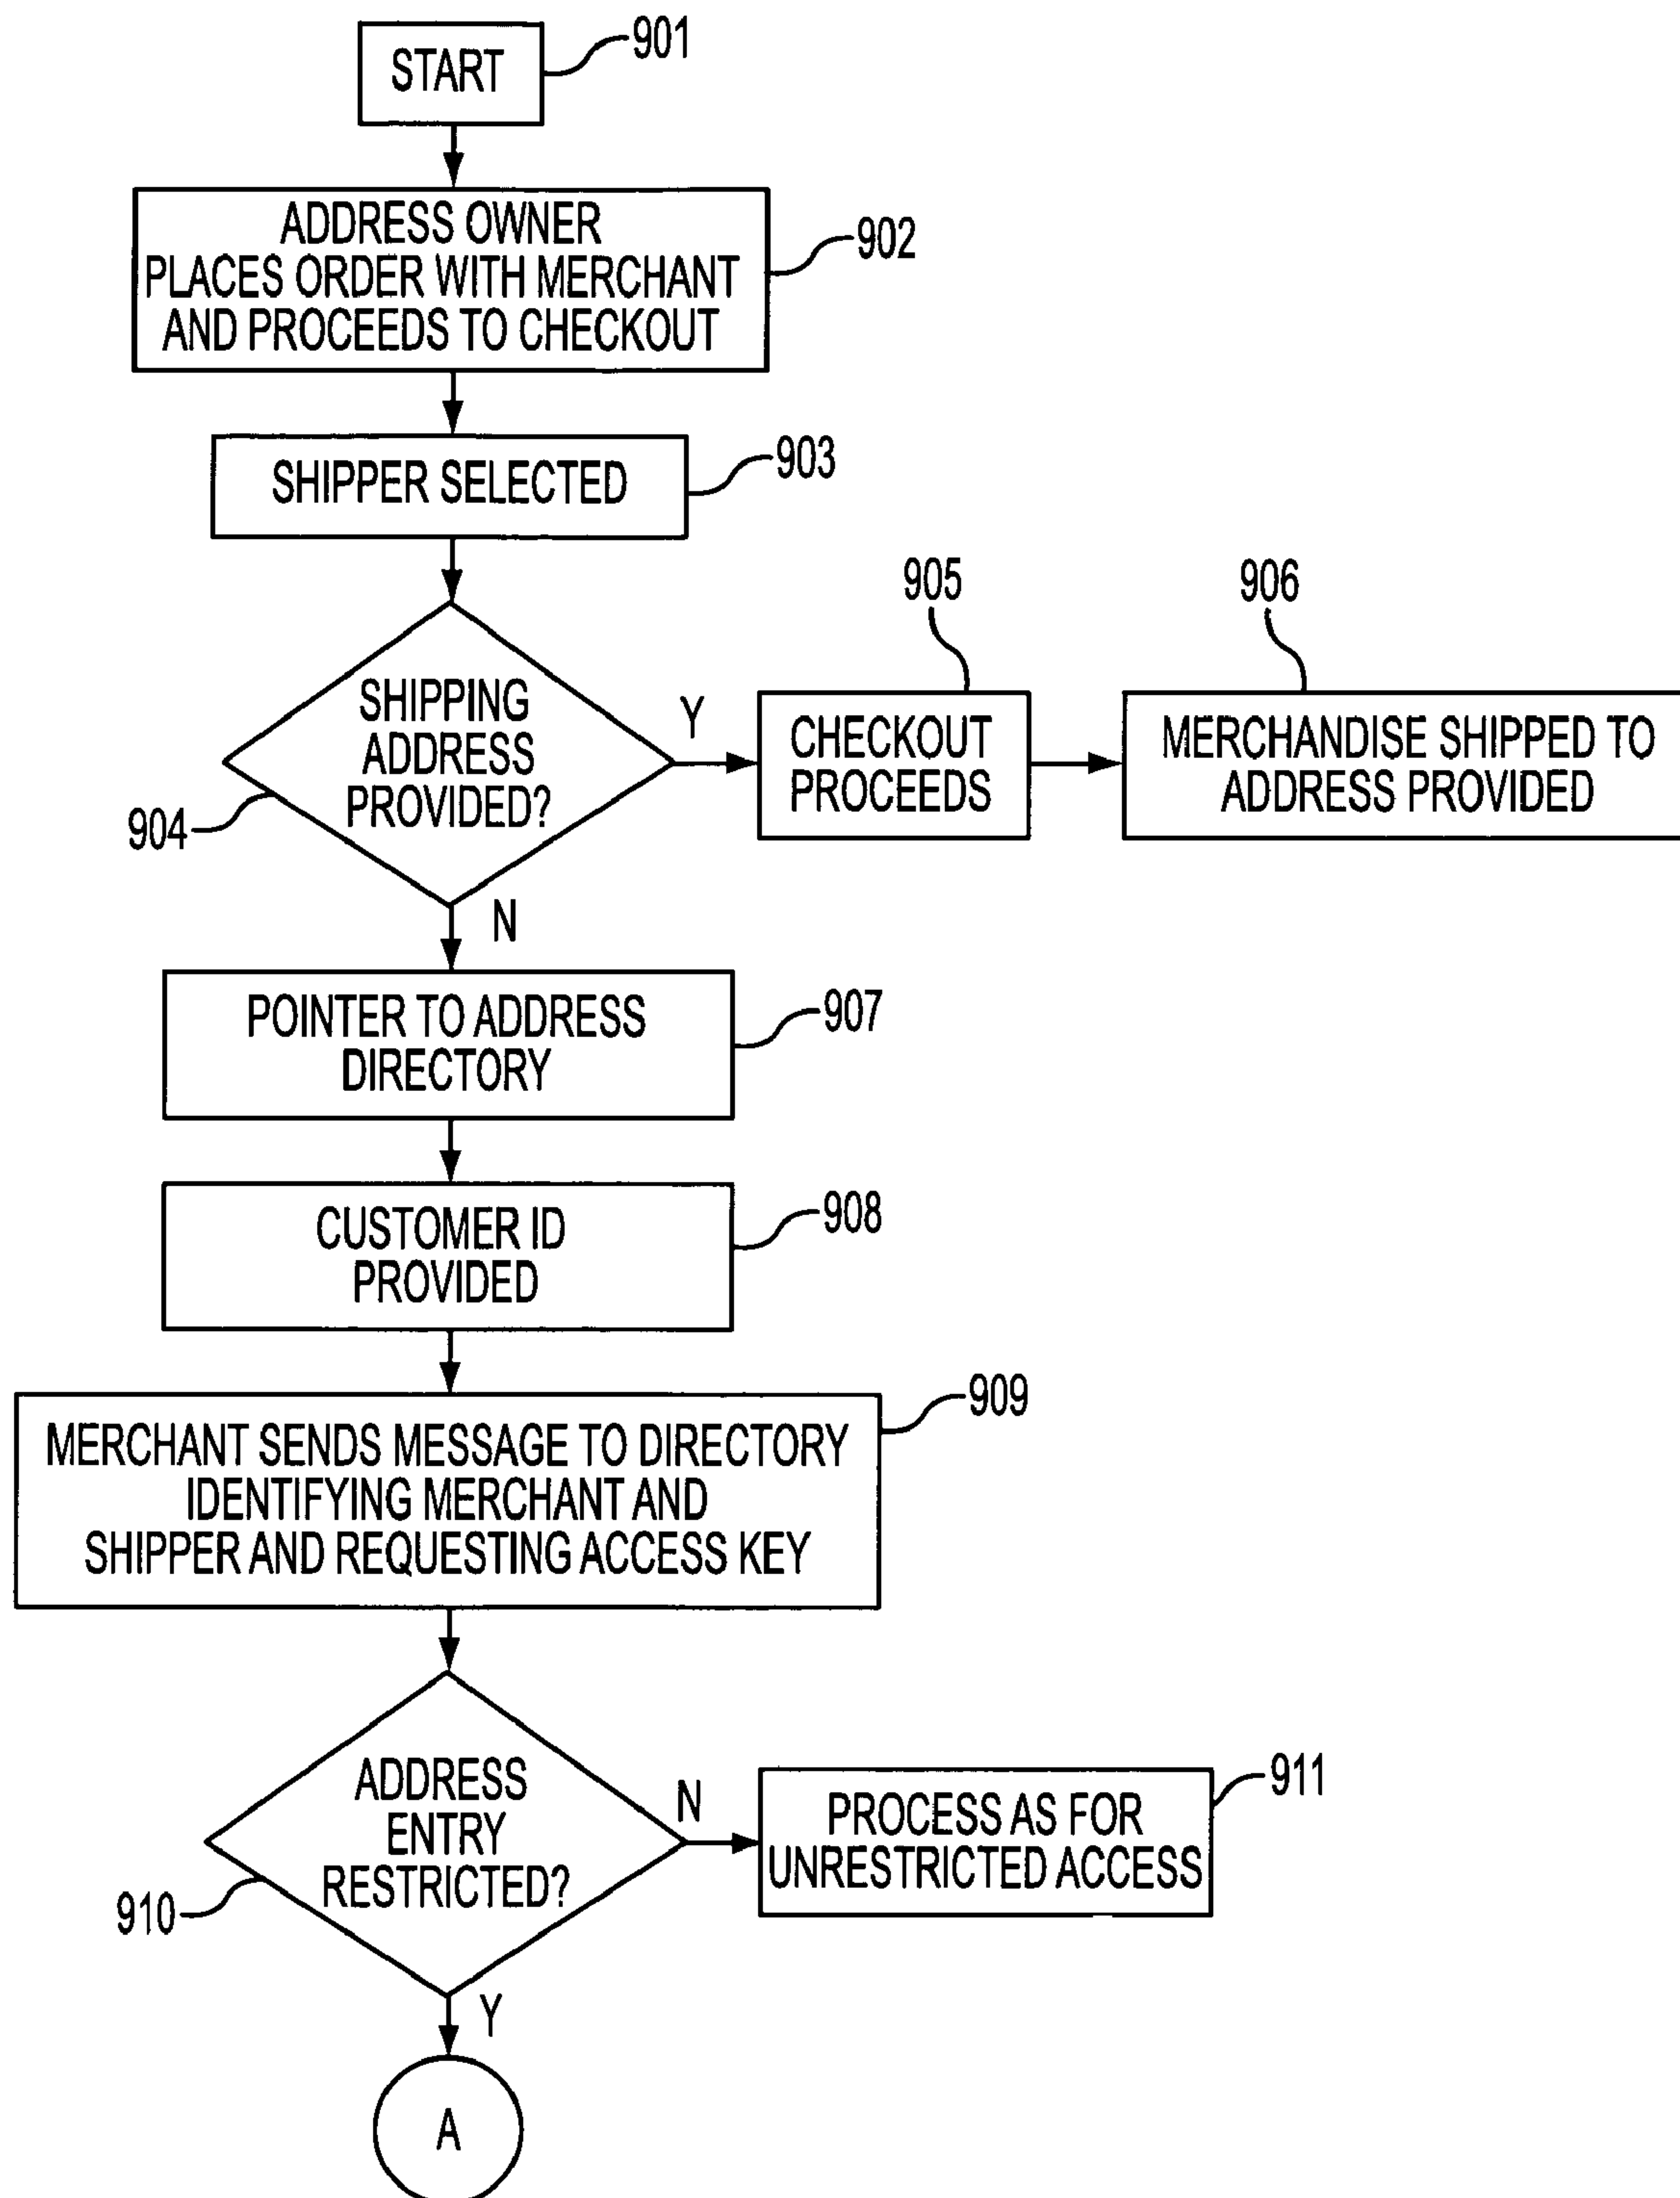 START
901
ADDRESS OWNER
PLACES ORDER WITH MERCHANT
AND PROCEEDS TO CHECKOUT
902
SHIPPER SELECTED
903
SHIPPING
ADDRESS
PROVIDED?
904
Y
CHECKOUT
PROCEEDS
905
MERCHANDISE SHIPPED TO
ADDRESS PROVIDED
906
N
POINTER TO ADDRESS
DIRECTORY
907
CUSTOMER ID
PROVIDED
908
MERCHANT SENDS MESSAGE TO DIRECTORY
IDENTIFYING MERCHANT AND
SHIPPER AND REQUESTING ACCESS KEY
909
ADDRESS
ENTRY
RESTRICTED?
910
N
PROCESS AS FOR
UNRESTRICTED ACCESS
911
Y
A